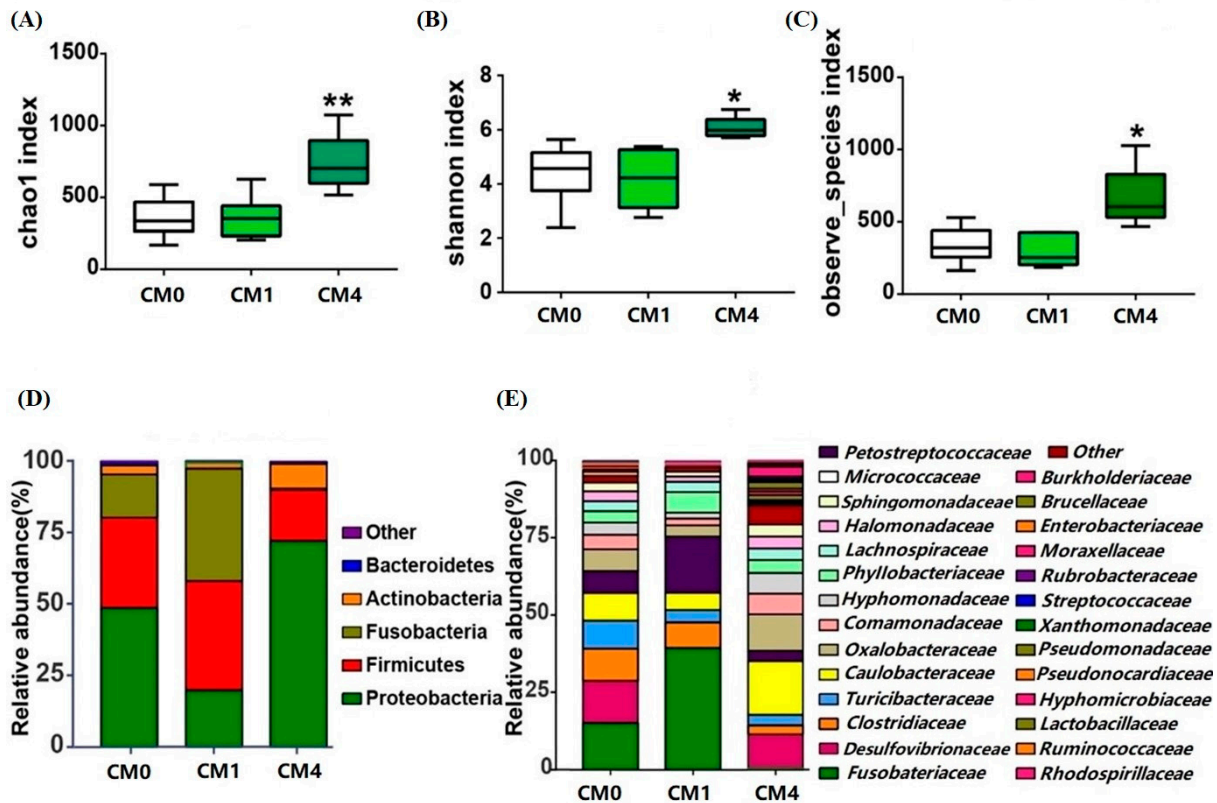 (A)
(B)
(C)
chao1 index
1500
1000
500
0
**
CM0 CM1 CM4
shannon index
8
6
4
2
0
*
CM0 CM1 CM4
observe_species index
1500
1000
500
0
*
CM0 CM1 CM4
(D)
Relative abundance(%)
100
75
50
25
0
CM0 CM1 CM4
Other
Bacteroidetes
Actinobacteria
Fusobacteria
Firmicutes
Proteobacteria
(E)
Relative abundance(%)
100
75
50
25
0
CM0 CM1 CM4
Petostreptococcaceae
Micrococcaceae
Sphingomonadaceae
Halomonadaceae
Lachnospiraceae
Phyllobacteriaceae
Hyphomonadaceae
Comamonadaceae
Oxalobacteraceae
Caulobacteraceae
Turicibacteraceae
Clostridiaceae
Desulfovibrionaceae
Fusobateriaceae
Other
Burkholderiaceae
Brucellaceae
Enterobacteriaceae
Moraxellaceae
Rubrobacteraceae
Streptococcaceae
Xanthomonadaceae
Pseudomonadaceae
Pseudonocardiaceae
Hyphomicrobiaceae
Lactobacillaceae
Ruminococcaceae
Rhodospirillaceae